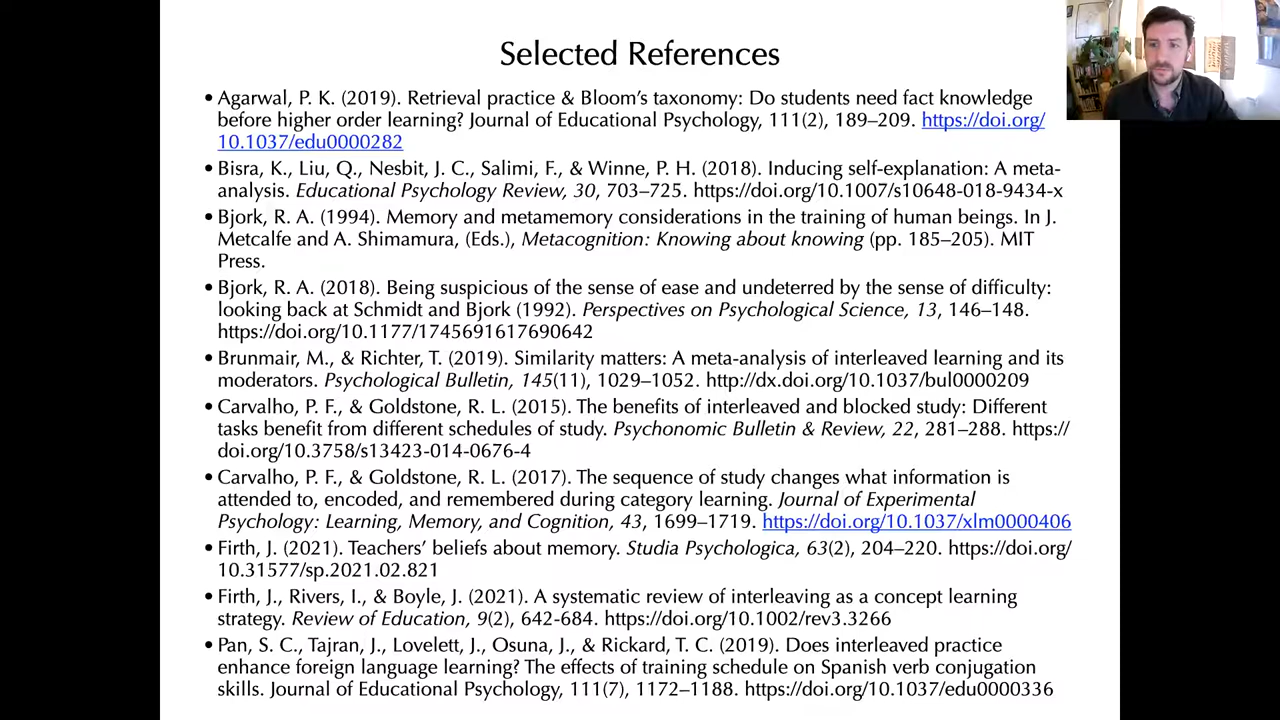 Selected References
• Agarwal, P. K. (2019). Retrieval practice & Bloom's taxonomy: Do students need fact knowledge
before higher order learning? Journal of Educational Psychology, 111(2), 189–209. https://doi.org/
10.1037/edu0000282
• Bisra, K., Liu, Q., Nesbit, J. C., Salimi, F., & Winne, P. H. (2018). Inducing self-explanation: A meta-
analysis. Educational Psychology Review, 30, 703–725. https://doi.org/10.1007/s10648-018-9434-x
• Bjork, R. A. (1994). Memory and metamemory considerations in the training of human beings. In J.
Metcalfe and A. Shimamura, (Eds.), Metacognition: Knowing about knowing (pp. 185–205). MIT
Press.
• Bjork, R. A. (2018). Being suspicious of the sense of ease and undeterred by the sense of difficulty:
looking back at Schmidt and Bjork (1992). Perspectives on Psychological Science, 13, 146–148.
https://doi.org/10.1177/1745691617690642
• Brunmair, M., & Richter, T. (2019). Similarity matters: A meta-analysis of interleaved learning and its
moderators. Psychological Bulletin, 145(11), 1029–1052. http://dx.doi.org/10.1037/bul0000209
• Carvalho, P. F., & Goldstone, R. L. (2015). The benefits of interleaved and blocked study: Different
tasks benefit from different schedules of study. Psychonomic Bulletin & Review, 22, 281–288. https://
doi.org/10.3758/s13423-014-0676-4
• Carvalho, P. F., & Goldstone, R. L. (2017). The sequence of study changes what information is
attended to, encoded, and remembered during category learning. Journal of Experimental
Psychology: Learning, Memory, and Cognition, 43, 1699–1719. https://doi.org/10.1037/xlm0000406
• Firth, J. (2021). Teachers' beliefs about memory. Studia Psychologica, 63(2), 204–220. https://doi.org/
10.31577/sp.2021.02.821
• Firth, J., Rivers, I., & Boyle, J. (2021). A systematic review of interleaving as a concept learning
strategy. Review of Education, 9(2), 642-684. https://doi.org/10.1002/rev3.3266
• Pan, S. C., Tajran, J., Lovelett, J., Osuna, J., & Rickard, T. C. (2019). Does interleaved practice
enhance foreign language learning? The effects of training schedule on Spanish verb conjugation
skills. Journal of Educational Psychology, 111(7), 1172–1188. https://doi.org/10.1037/edu0000336